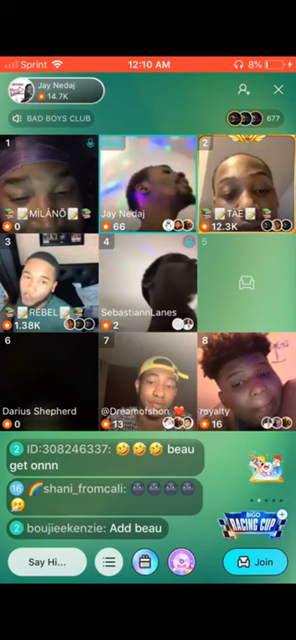 Sprint 12:10 AM 8%
Jay Nedaj
14.7K
BAD BOYS CLUB 677
1 2
MÌLÂNÖ Jay Nedaj TAE
0 66 12.3K
3 4 5
REBEL SebastiannLanes
1.38K 2
6 7 8
Darius Shepherd @Dreamofshon royalty
0 13 16
2 ID:308246337: 🤣🤣🤣 beau
get onnn
16 🌈shani_fromcali:
2 boujieekenzie: Add beau
BIGO
RACING CUP
Say Hi... Join